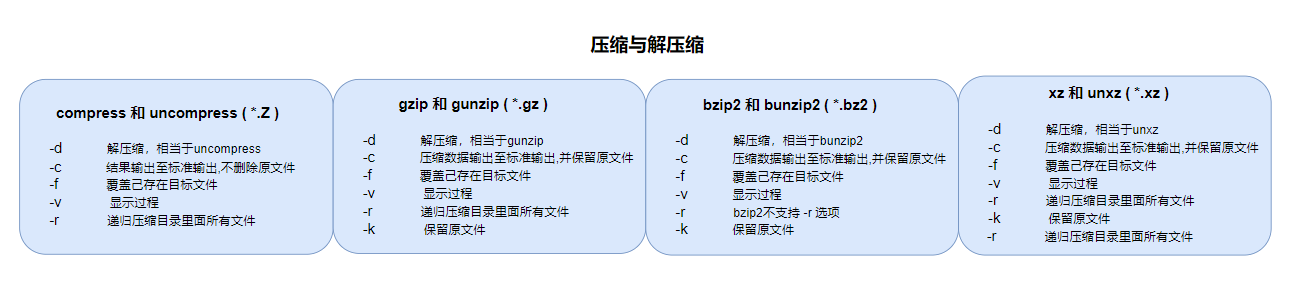 压缩与解压缩
compress 和 uncompress ( *.Z )
-d 解压缩，相当于uncompress
-c 结果输出至标准输出,不删除原文件
-f 覆盖己存在目标文件
-v 显示过程
-r 递归压缩目录里面所有文件
gzip 和 gunzip ( *.gz )
-d 解压缩，相当于gunzip
-c 压缩数据输出至标准输出,并保留原文件
-f 覆盖己存在目标文件
-v 显示过程
-r 递归压缩目录里面所有文件
-k 保留原文件
bzip2 和 bunzip2 ( *.bz2 )
-d 解压缩，相当于bunzip2
-c 压缩数据输出至标准输出,并保留原文件
-f 覆盖己存在目标文件
-v 显示过程
-r bzip2不支持 -r 选项
-k 保留原文件
xz 和 unxz ( *.xz )
-d 解压缩，相当于unxz
-c 压缩数据输出至标准输出,并保留原文件
-f 覆盖己存在目标文件
-v 显示过程
-r 递归压缩目录里面所有文件
-k 保留原文件
-r 递归压缩目录里面所有文件